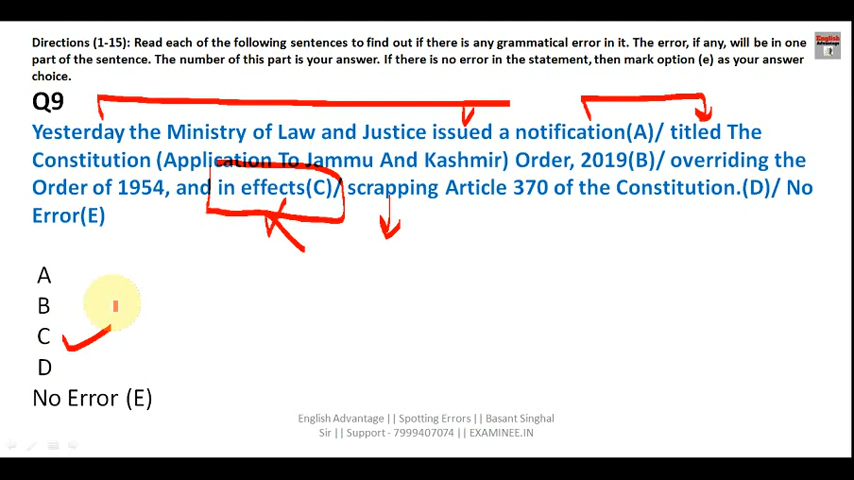 Directions (1-15): Read each of the following sentences to find out if there is any grammatical error in it. The error, if any, will be in one
part of the sentence. The number of this part is your answer. If there is no error in the statement, then mark option (e) as your answer
choice.
English
Advantage
Q9
Yesterday the Ministry of Law and Justice issued a notification(A)/ titled The
Constitution (Application To Jammu And Kashmir) Order, 2019(B)/ overriding the
Order of 1954, and in effects(C)/ scrapping Article 370 of the Constitution.(D)/ No
Error(E)
A
B
C
D
No Error (E)
English Advantage || Spotting Errors || Basant Singhal
Sir || Support - 7999407074 || EXAMINEE.IN